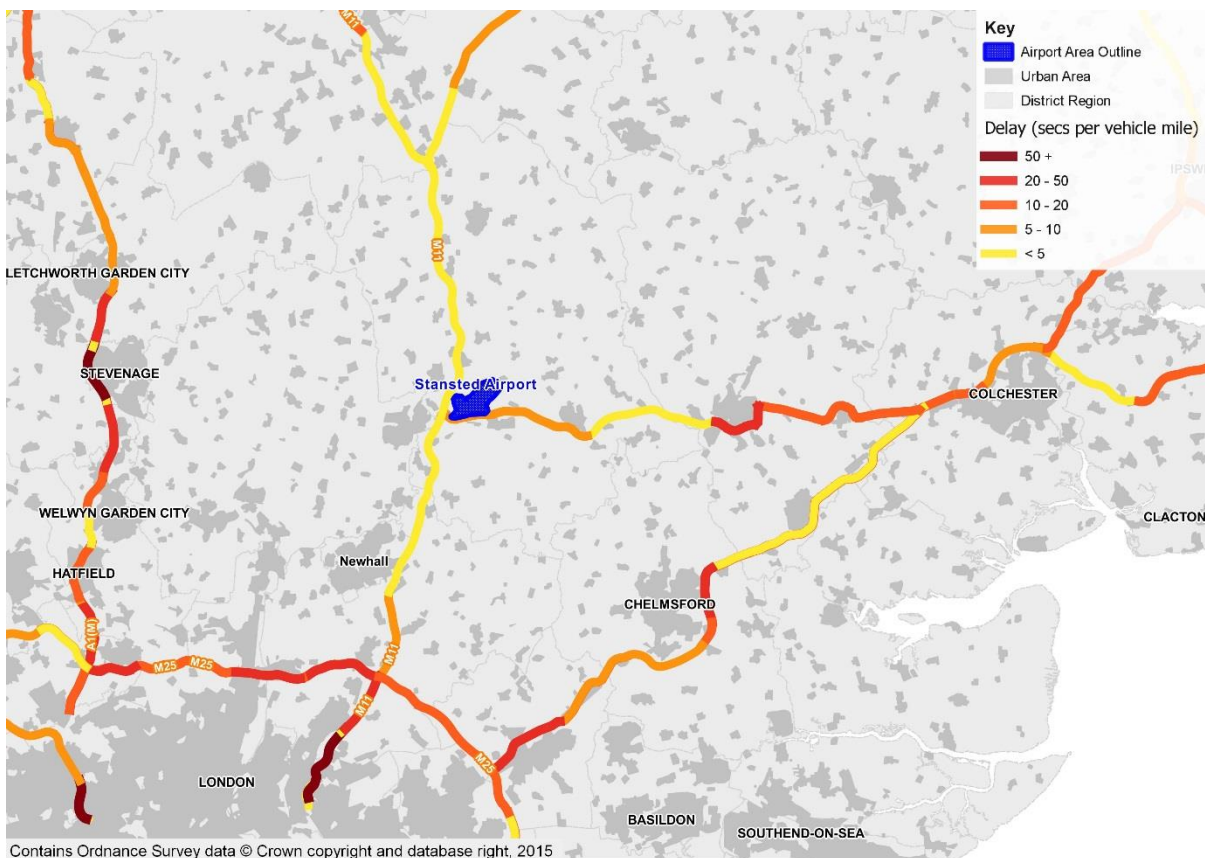 M11
Key
Airport Area Outline
Urban Area
District Region
Delay (secs per vehicle mile)
50 +
20 - 50
10 - 20
5 - 10
< 5
M11
LETCHWORTH GARDEN CITY
STEVENAGE
Stansted Airport
COLCHESTER
WELWYN GARDEN CITY
CLACTON
Newhall
HATFIELD
CHELMSFORD
A1(M)
M25
M25
M11
M11
M25
LONDON
BASILDON
SOUTHEND-ON-SEA
Contains Ordnance Survey data © Crown copyright and database right, 2015